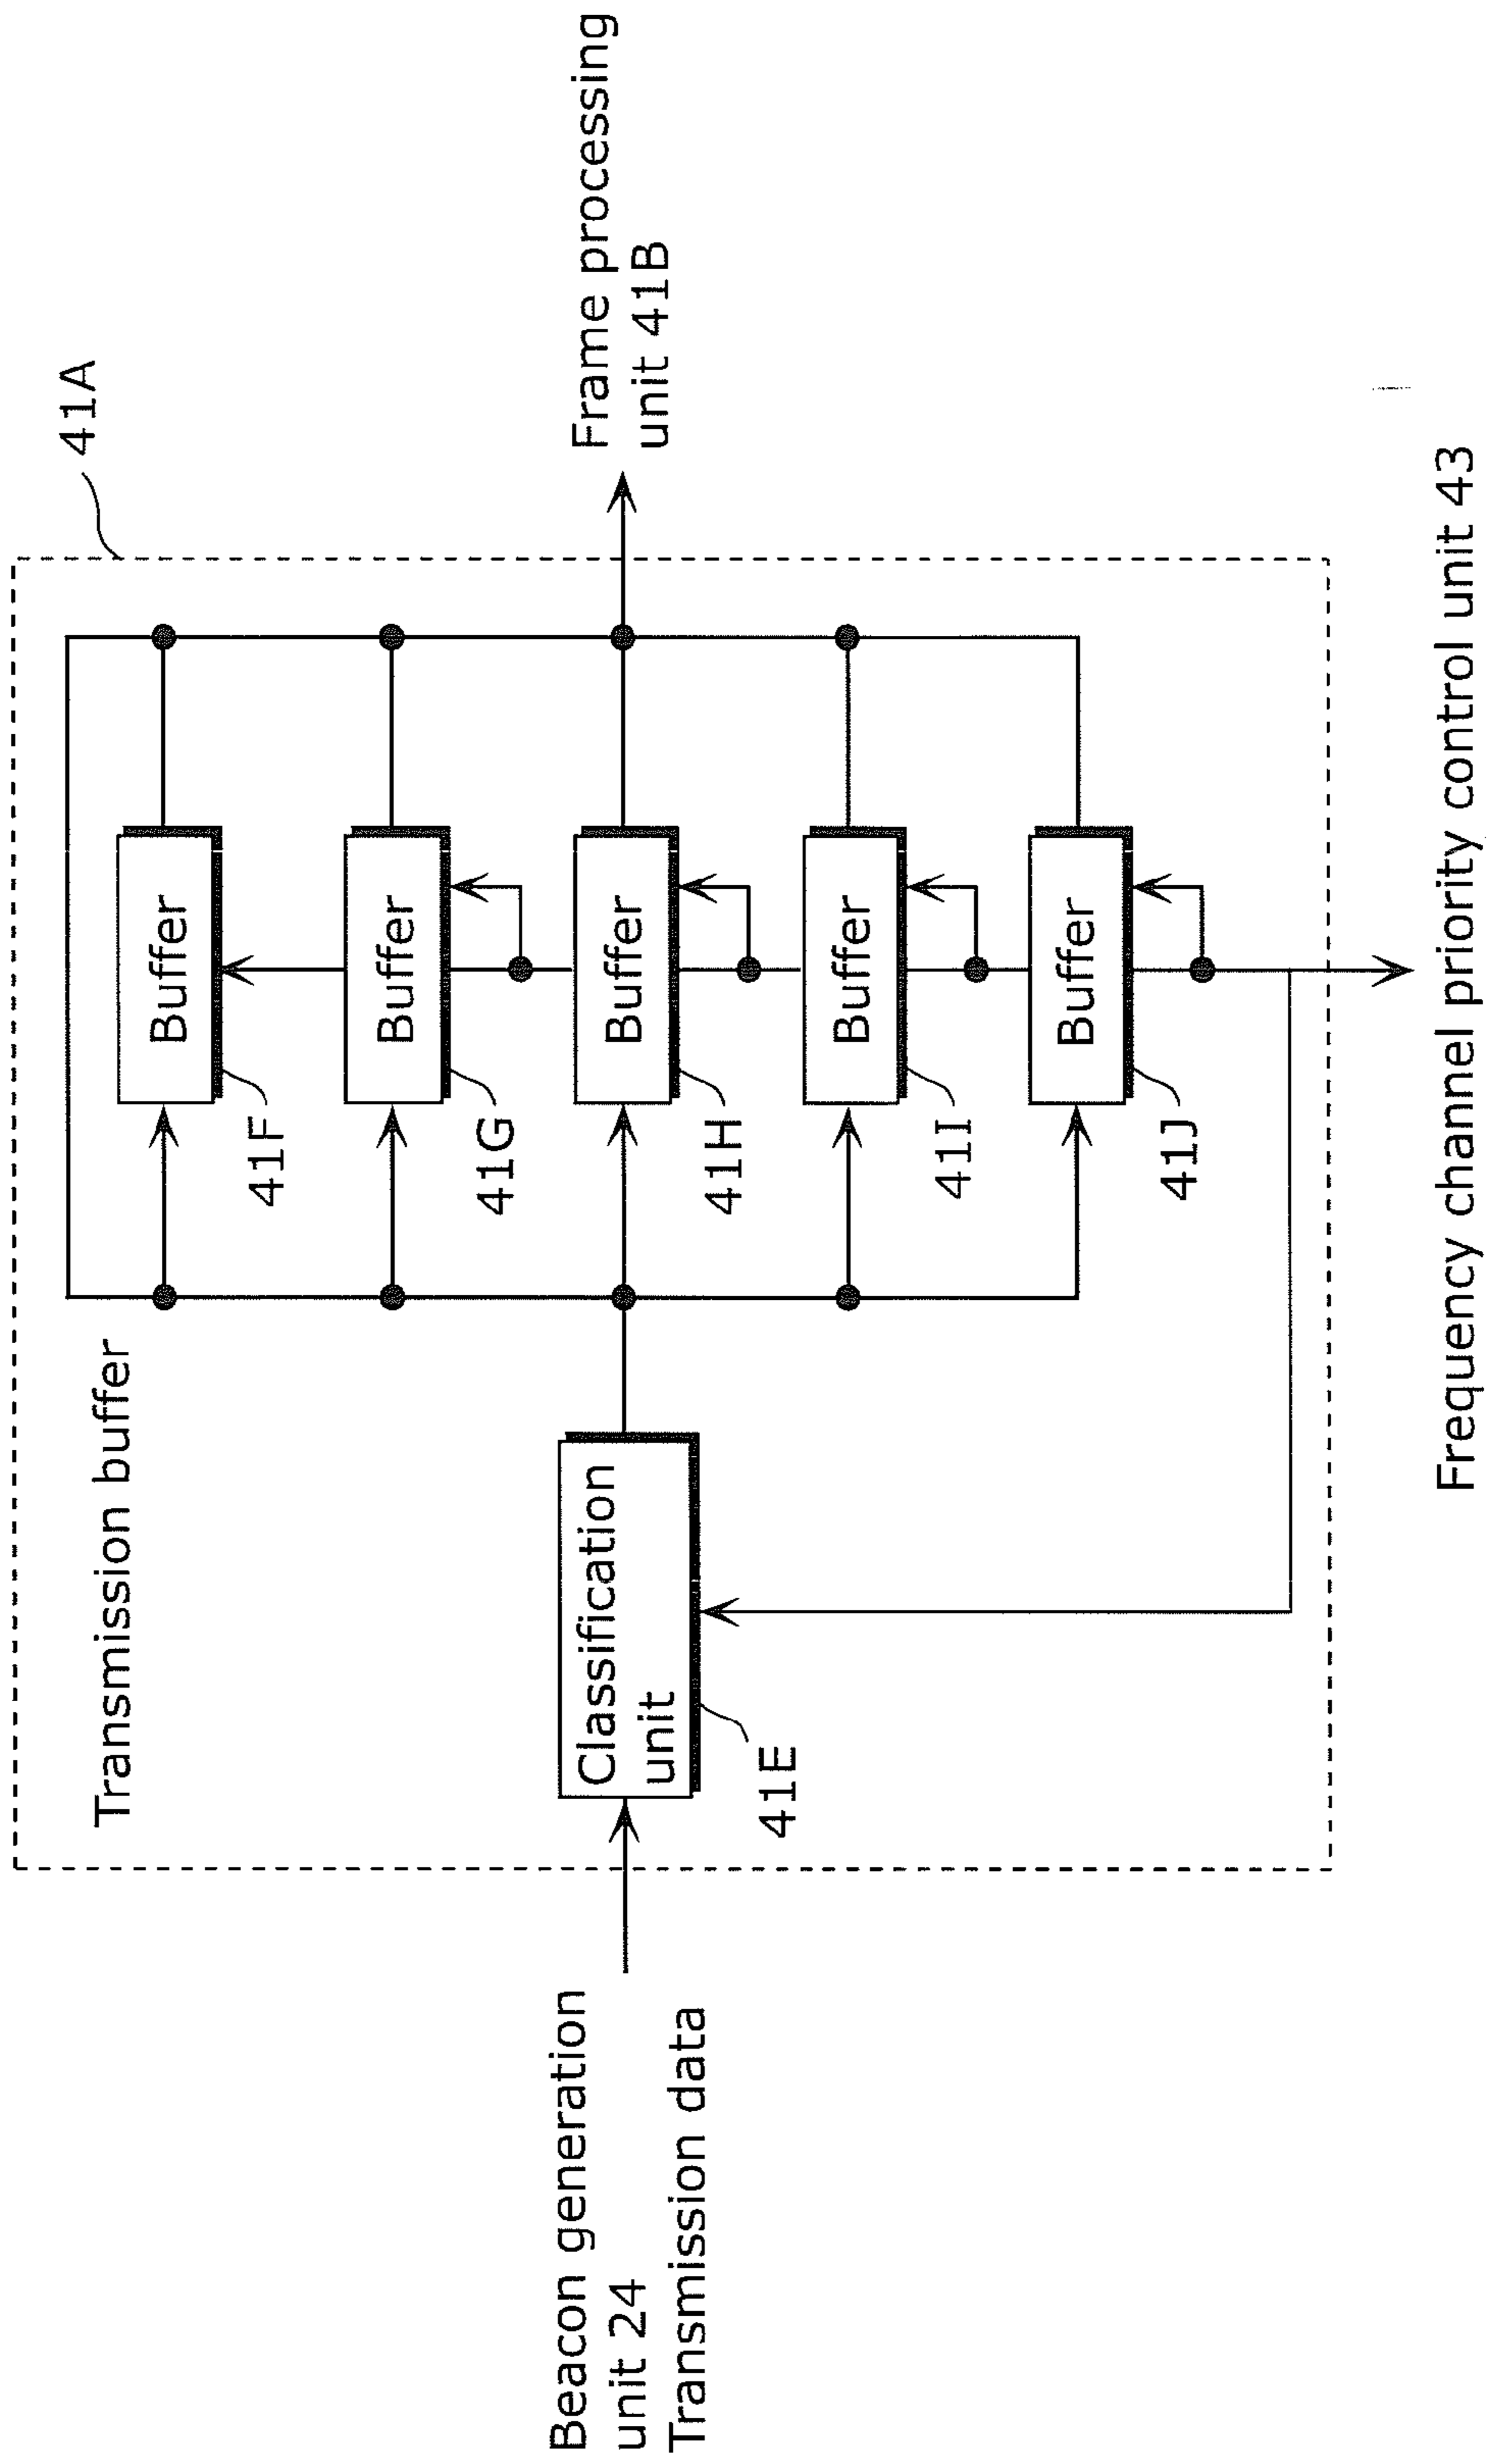 41A
Transmission buffer
Buffer
41F
Buffer
41G
Beacon generation
unit 24
Transmission data
Classification
unit
41E
Buffer
41H
Frame processing
unit 41B
Buffer
41I
Buffer
41J
Frequency channel priority control unit 43